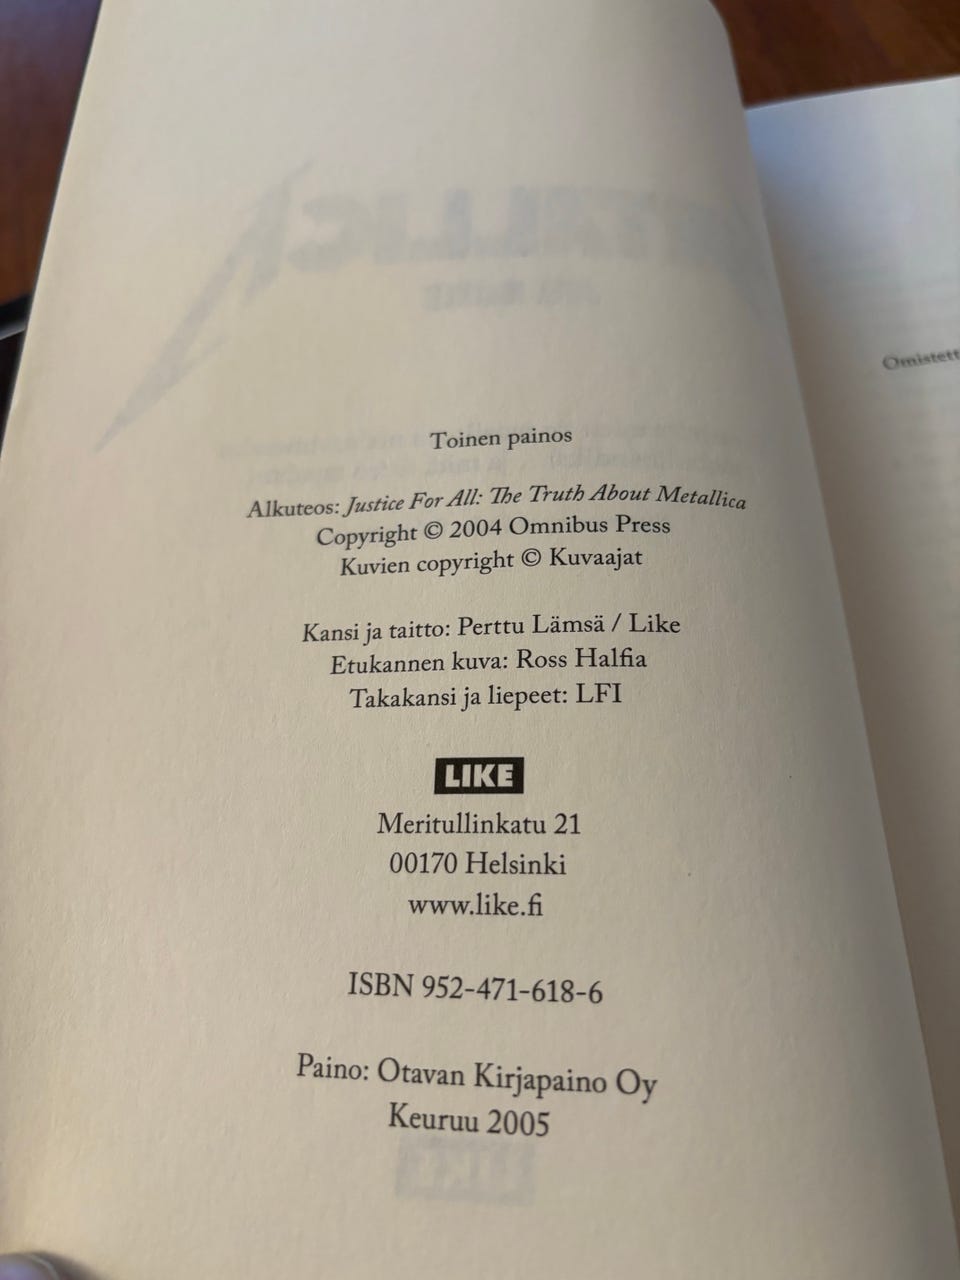 Toinen painos
Alkuteos: Justice For All: The Truth About Metallica
Copyright © 2004 Omnibus Press
Kuvien copyright © Kuvaajat
Kansi ja taitto: Perttu Lämsä / Like
Etukannen kuva: Ross Halfia
Takakansi ja liepeet: LFI
LIKE
Meritullinkatu 21
00170 Helsinki
www.like.fi
ISBN 952-471-618-6
Paino: Otavan Kirjapaino Oy
Keuruu 2005
Omistett